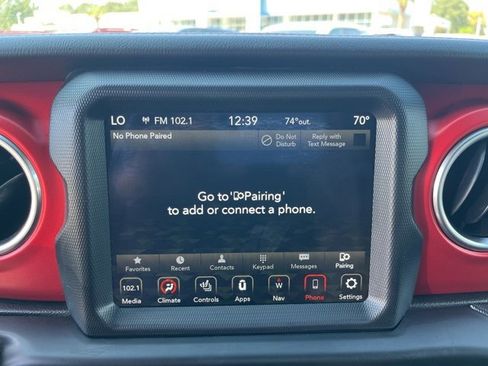 LO FM 102.1 12:39 74°out. 70°
No Phone Paired Do Not Disturb Reply with Text Message
Go to 'Pairing'
to add or connect a phone.
Favorites Recent Contacts Keypad Messages Pairing
102.1 W
Media Climate Controls Apps Nav Phone Settings